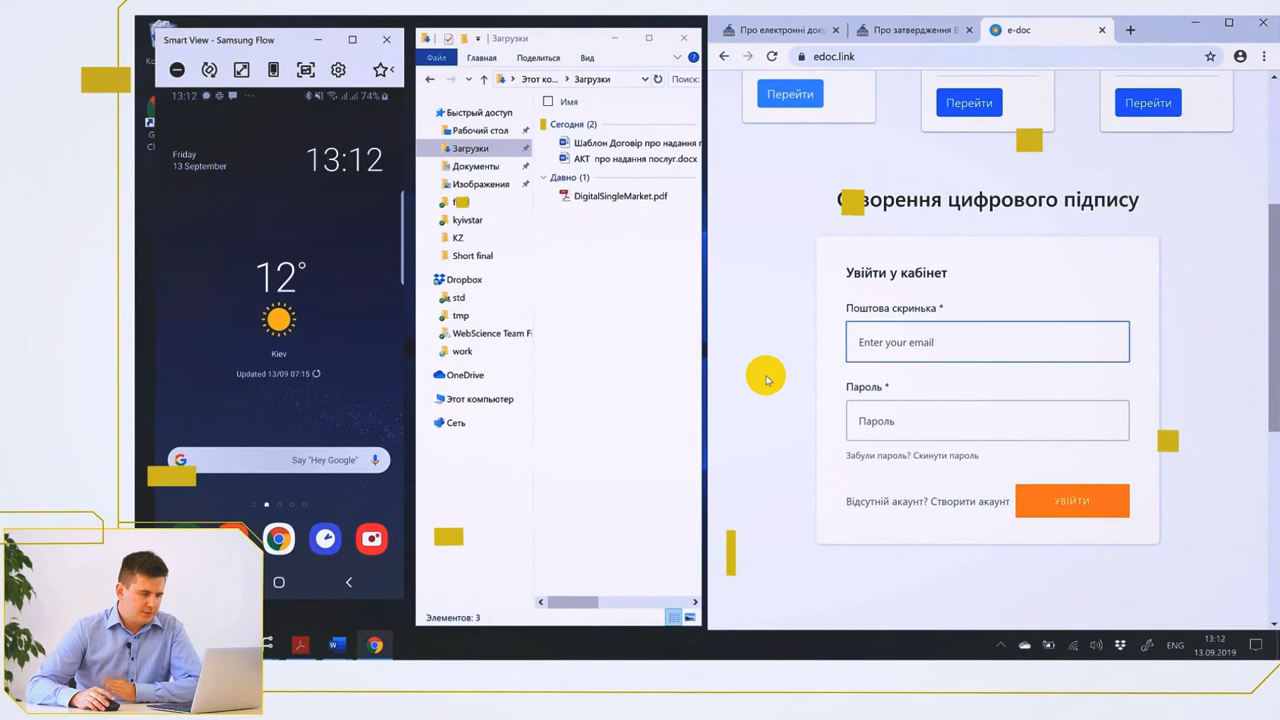 Smart View - Samsung Flow
13:12
74%
Friday
13 September
13:12
12°
Kiev
Updated 13/09 07:15
Say "Hey Google"
Загрузки
Файл
Главная
Поделиться
Вид
Этот ко...
Загрузки
Поиск:
Имя
Быстрый доступ
Рабочий стол
Загрузки
Документы
Изображения
kyivstar
KZ
Short final
Dropbox
std
tmp
WebScience Team Fi
work
OneDrive
Этот компьютер
Сеть
Сегодня (2)
Шаблон Договір про надання п
АКТ про надання послуг.docx
Давно (1)
DigitalSingleMarket.pdf
Элементов: 3
Про електронні доку
Про затвердження В
e-doc
edoc.link
Перейти
Перейти
Перейти
цифрового підпису
Увійти у кабінет
Поштова скринька *
Enter your email
Пароль *
Пароль
Забули пароль? Скинути пароль
Відсутній акаунт? Створити акаунт
УВІЙТИ
ENG
13:12
13.09.2019